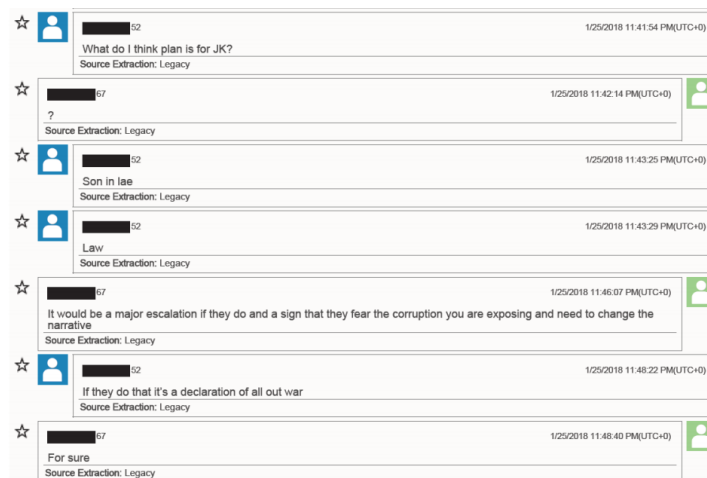 52
1/25/2018 11:41:54 PM(UTC+0)
What do I think plan is for JK?
Source Extraction: Legacy
67
1/25/2018 11:42:14 PM(UTC+0)
?
Source Extraction: Legacy
52
1/25/2018 11:43:25 PM(UTC+0)
Son in lae
Source Extraction: Legacy
52
1/25/2018 11:43:29 PM(UTC+0)
Law
Source Extraction: Legacy
67
1/25/2018 11:46:07 PM(UTC+0)
It would be a major escalation if they do and a sign that they fear the corruption you are exposing and need to change the
narrative
Source Extraction: Legacy
52
1/25/2018 11:48:22 PM(UTC+0)
If they do that it's a declaration of all out war
Source Extraction: Legacy
67
1/25/2018 11:48:40 PM(UTC+0)
For sure
Source Extraction: Legacy